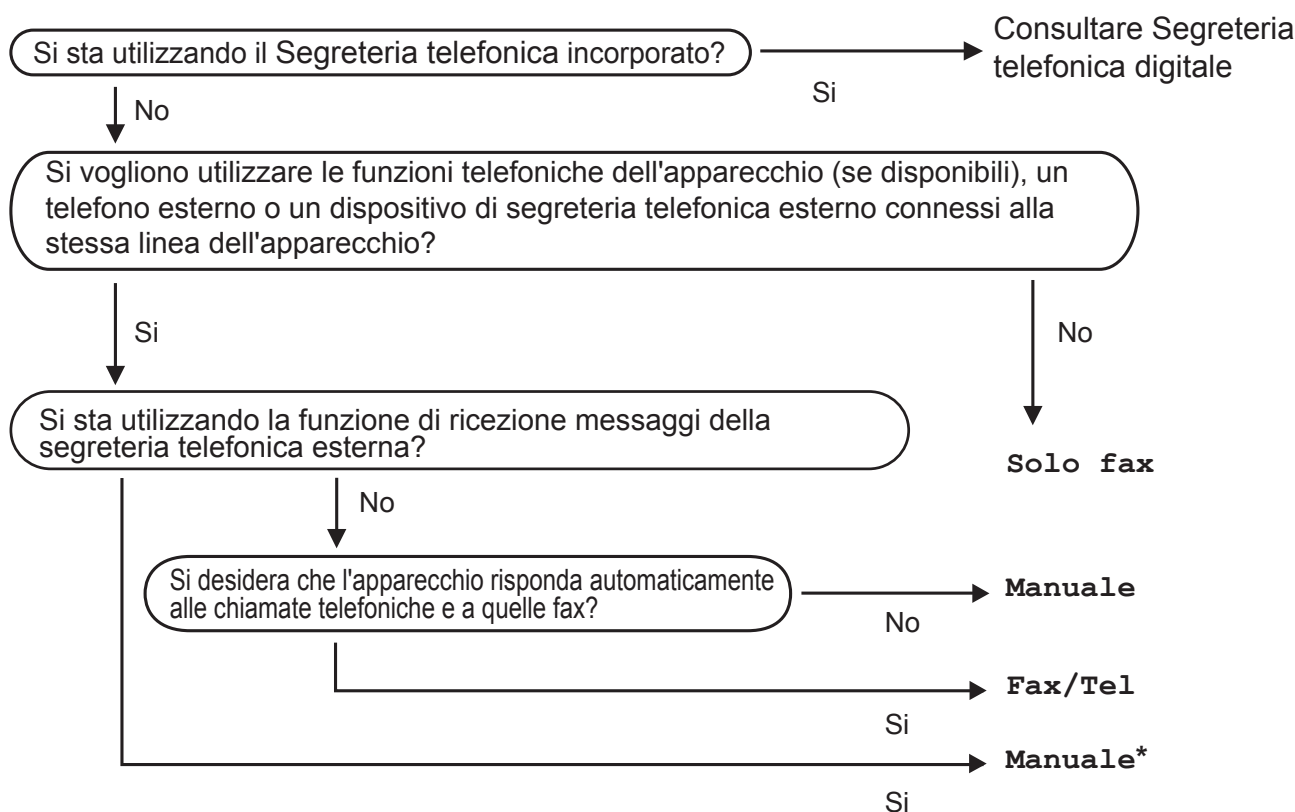 Si sta utilizzando il Segreteria telefonica incorporato?
Consultare Segreteria
telefonica digitale
Si
No
Si vogliono utilizzare le funzioni telefoniche dell'apparecchio (se disponibili), un
telefono esterno o un dispositivo di segreteria telefonica esterno connessi alla
stessa linea dell'apparecchio?
Si
No
Si sta utilizzando la funzione di ricezione messaggi della
segreteria telefonica esterna?
Solo fax
No
Si desidera che l'apparecchio risponda automaticamente
alle chiamate telefoniche e a quelle fax?
Manuale
No
Fax/Tel
Si
Manuale*
Si